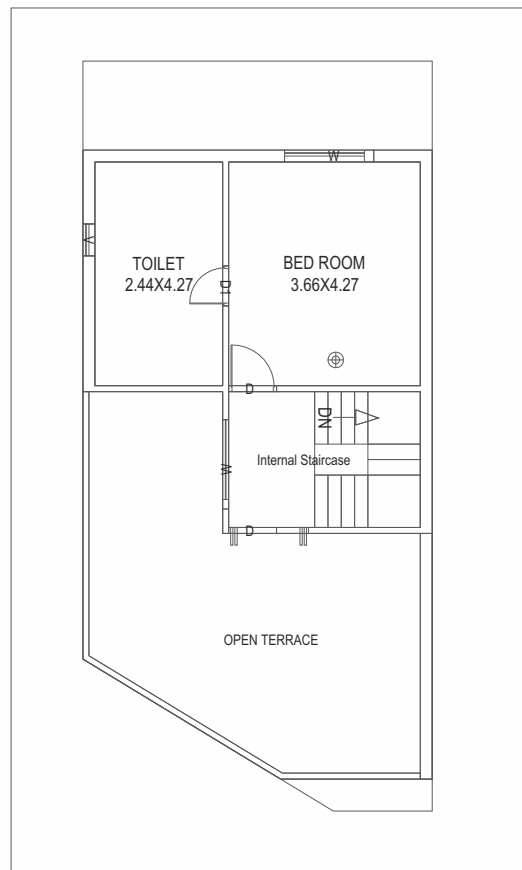 W
W
TOILET
2.44X4.27
D1
BED ROOM
3.66X4.27
D
DN
Internal Staircase
W
D
OPEN TERRACE